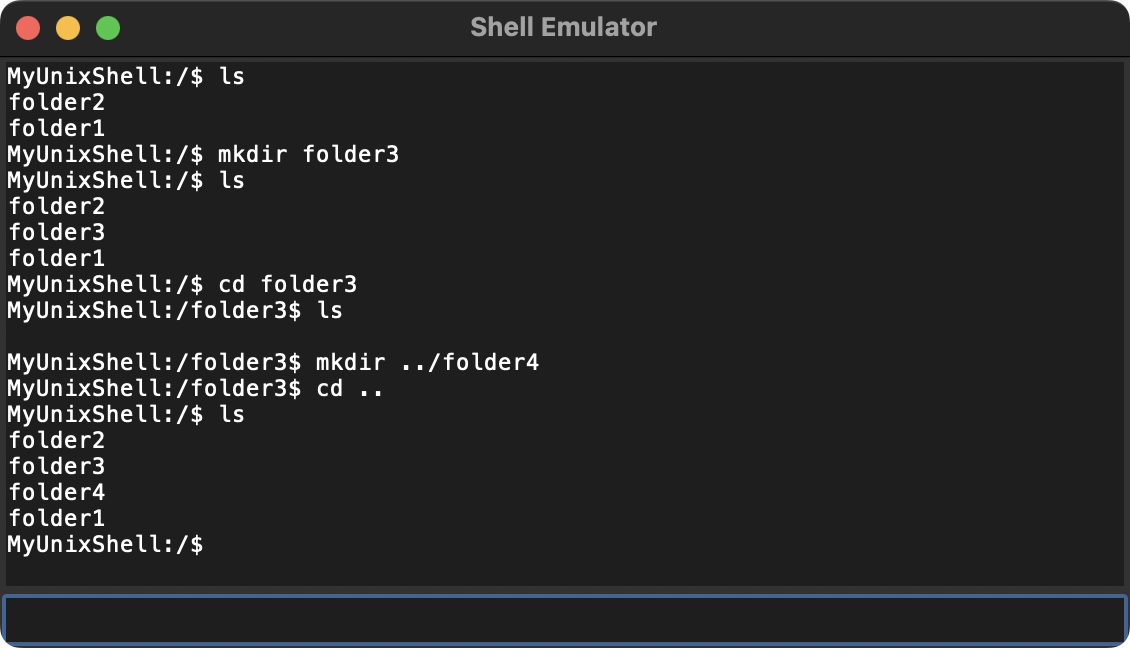 Shell Emulator
MyUnixShell:/$ ls
folder2
folder1
MyUnixShell:/$ mkdir folder3
MyUnixShell:/$ ls
folder2
folder3
folder1
MyUnixShell:/$ cd folder3
MyUnixShell:/folder3$ ls

MyUnixShell:/folder3$ mkdir ../folder4
MyUnixShell:/folder3$ cd ..
MyUnixShell:/$ ls
folder2
folder3
folder4
folder1
MyUnixShell:/$